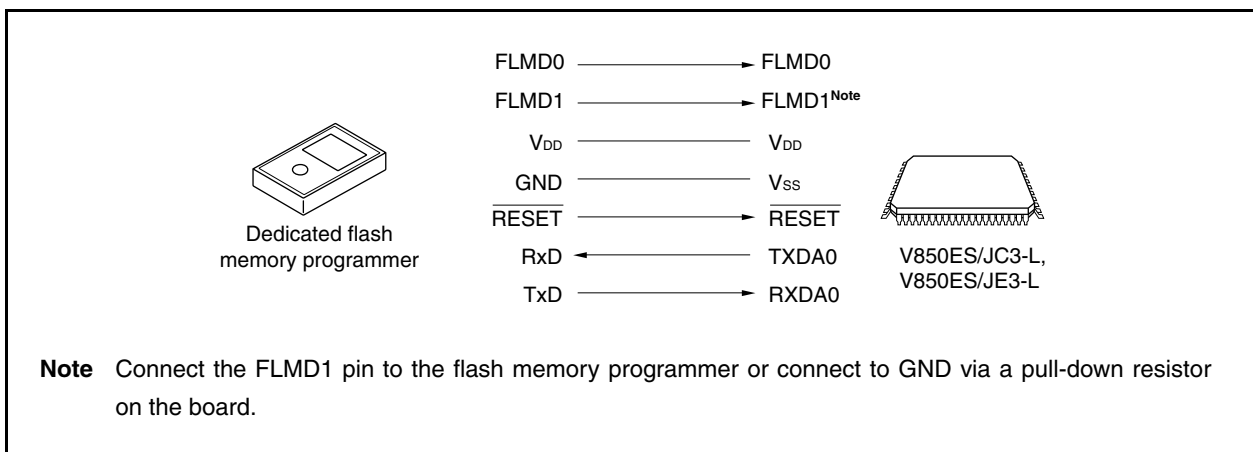 FLMD0 FLMD0
FLMD1 FLMD1Note
VDD VDD
GND VSS
RESET RESET
RxD TXDA0
TxD RXDA0
Dedicated flash
memory programmer
V850ES/JC3-L,
V850ES/JE3-L
Note Connect the FLMD1 pin to the flash memory programmer or connect to GND via a pull-down resistor
on the board.